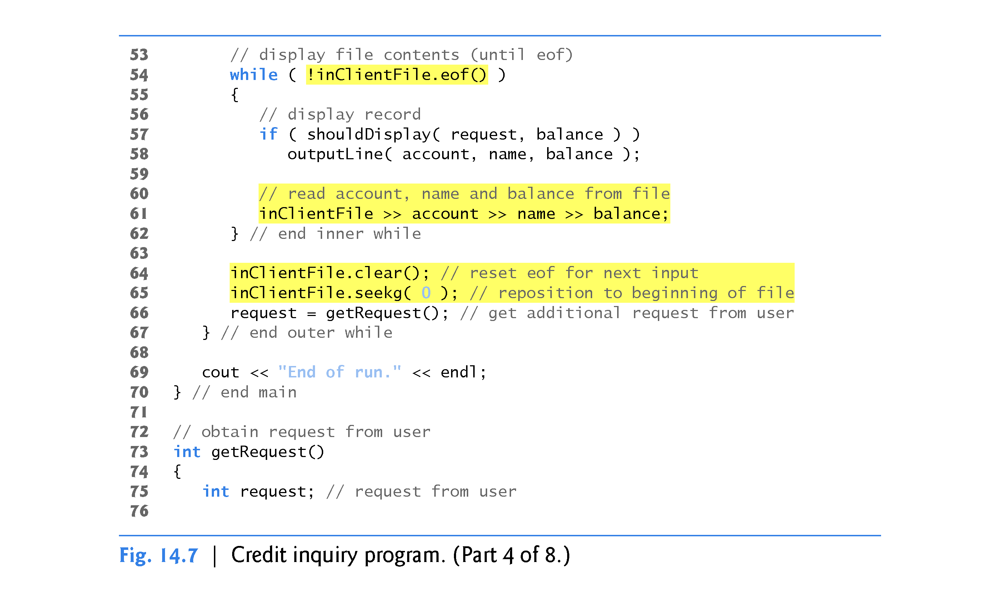 53 // display file contents (until eof)
54 while ( !inClientFile.eof() )
55 {
56 // display record
57 if ( shouldDisplay( request, balance ) )
58 outputLine( account, name, balance );
59
60 // read account, name and balance from file
61 inClientFile >> account >> name >> balance;
62 } // end inner while
63
64 inClientFile.clear(); // reset eof for next input
65 inClientFile.seekg( 0 ); // reposition to beginning of file
66 request = getRequest(); // get additional request from user
67 } // end outer while
68
69 cout << "End of run." << endl;
70 } // end main
71
72 // obtain request from user
73 int getRequest()
74 {
75 int request; // request from user
76
Fig. 14.7 | Credit inquiry program. (Part 4 of 8.)